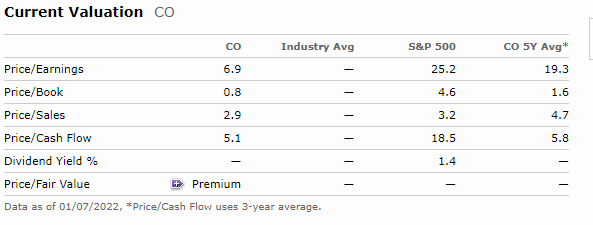 Current Valuation CO
CO Industry Avg S&P 500 CO 5Y Avg*
Price/Earnings 6.9 — 25.2 19.3
Price/Book 0.8 — 4.6 1.6
Price/Sales 2.9 — 3.2 4.7
Price/Cash Flow 5.1 — 18.5 5.8
Dividend Yield % — — 1.4 —
Price/Fair Value Premium — — —
Data as of 01/07/2022, *Price/Cash Flow uses 3-year average.